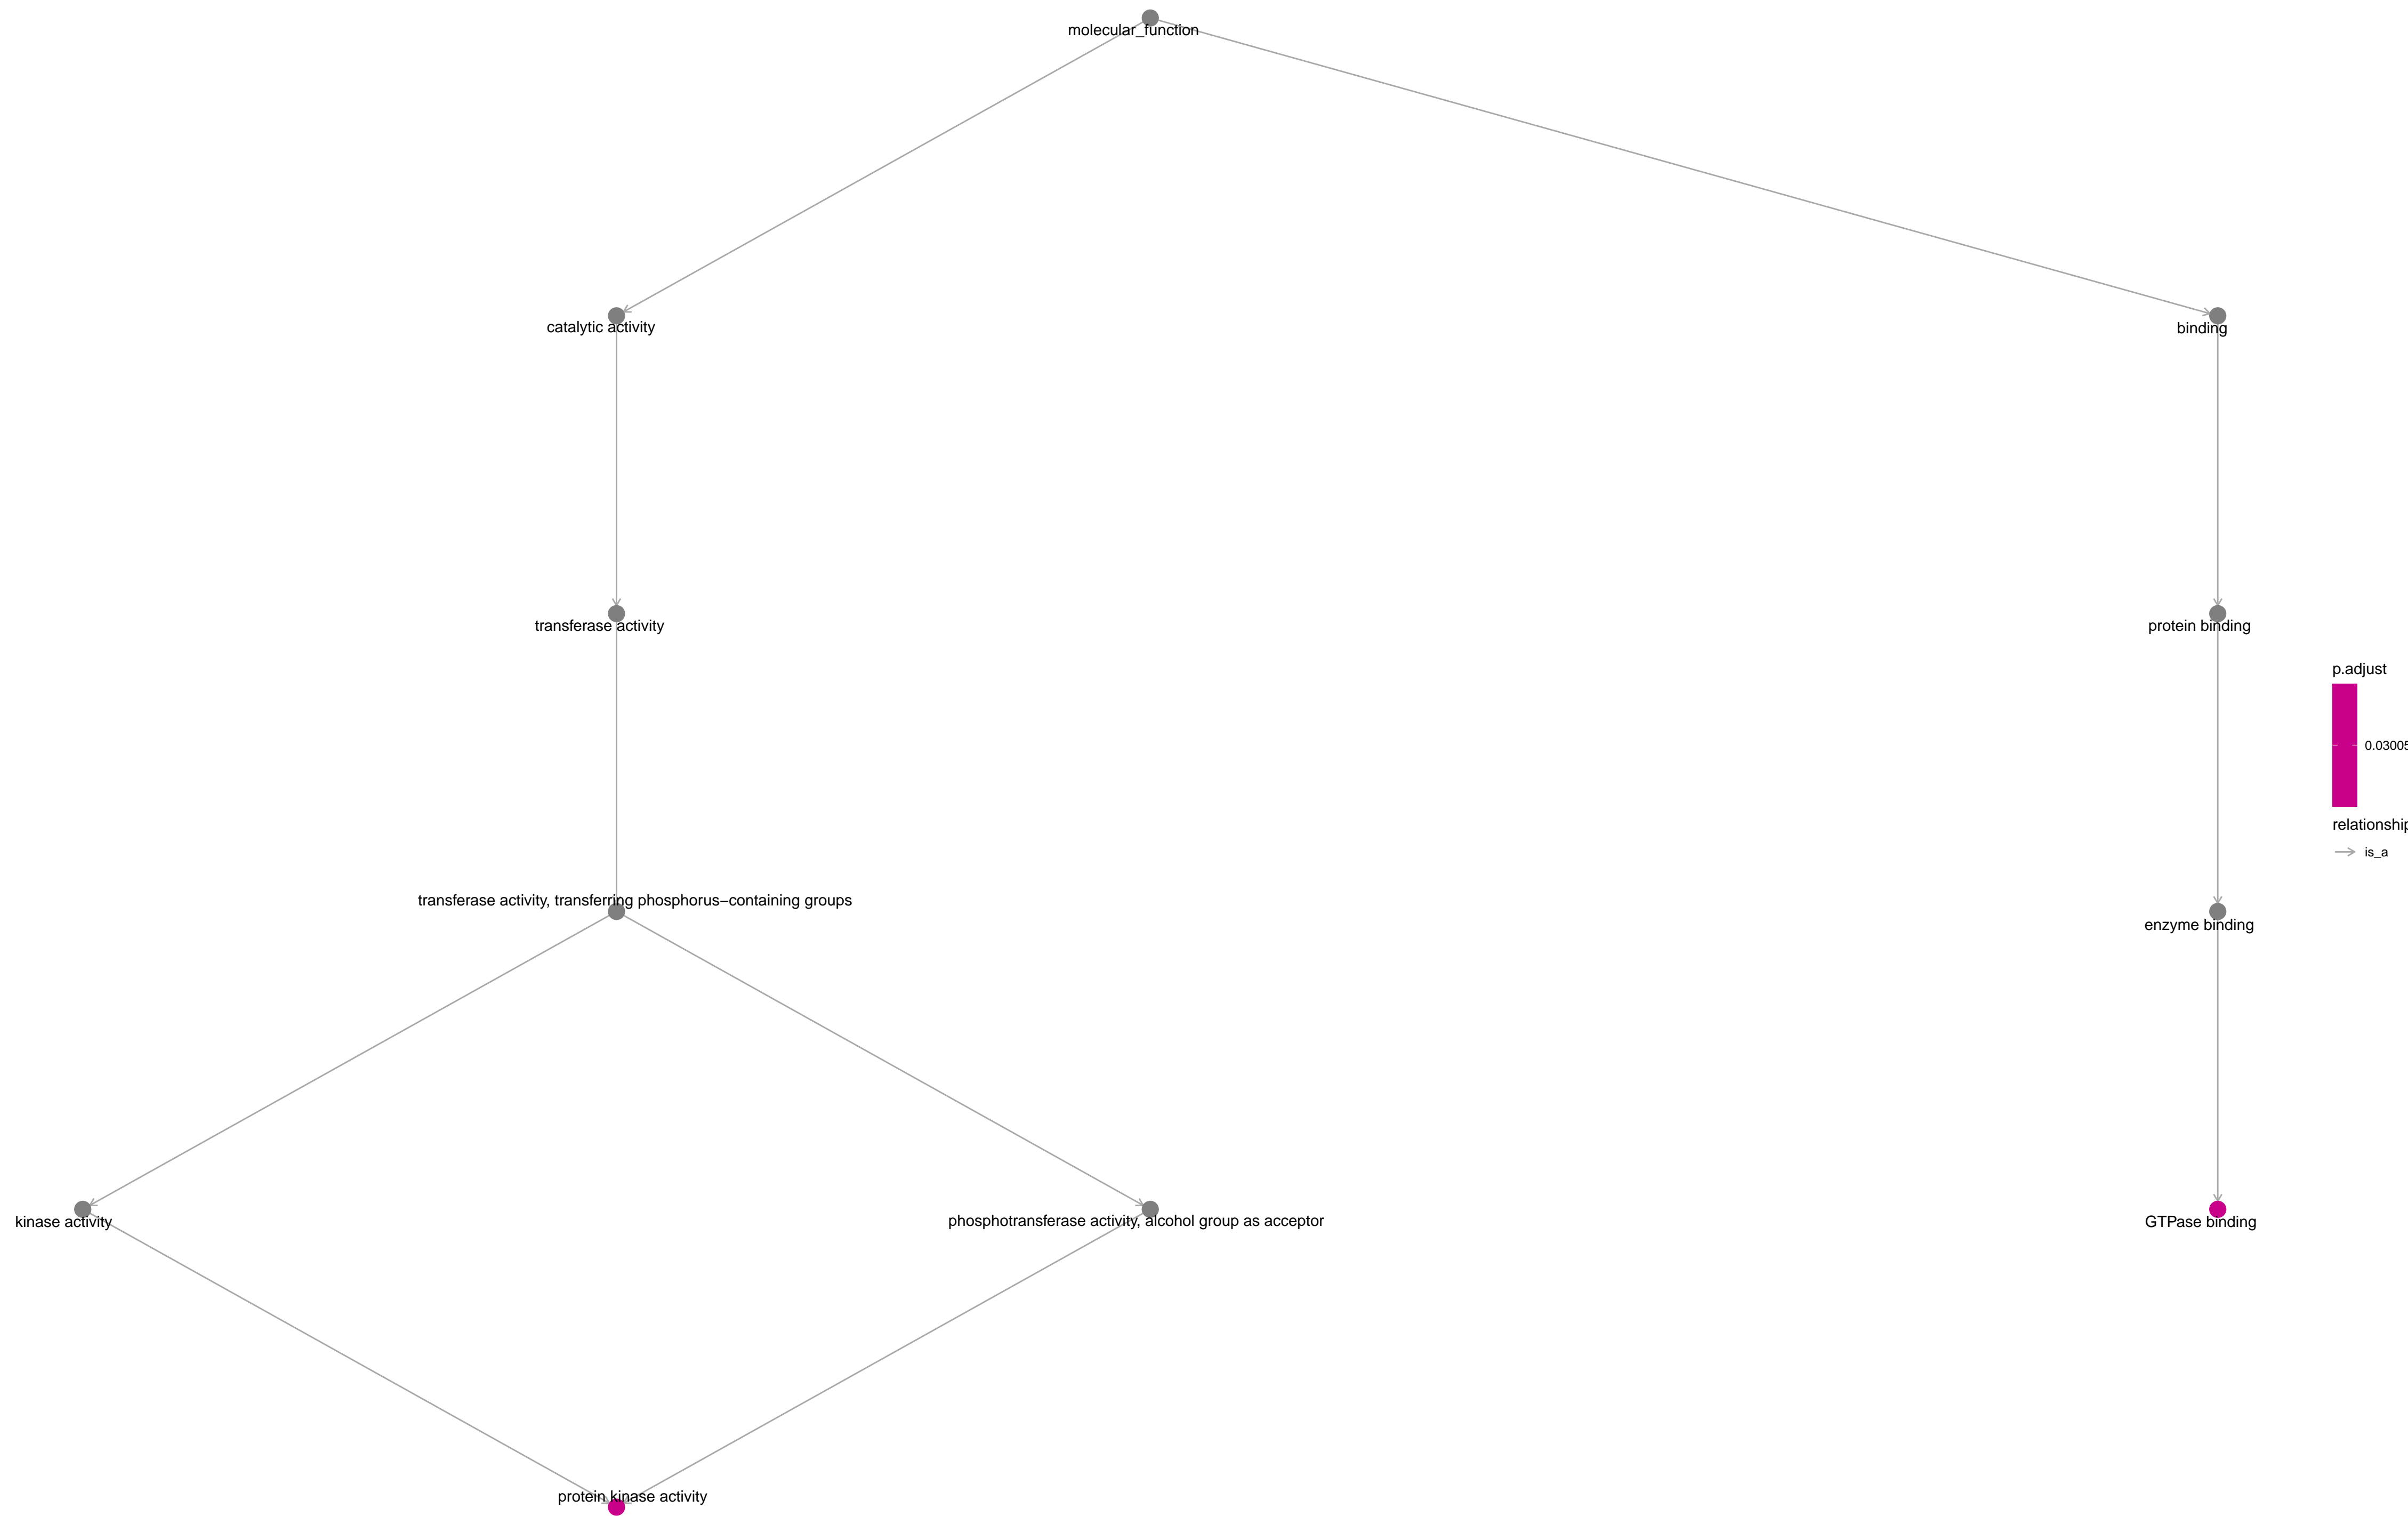 molecular_function
catalytic activity
binding
transferase activity
protein binding
p.adjust
0.03005
relationship
is_a
transferase activity, transferring phosphorus−containing groups
enzyme binding
kinase activity
phosphotransferase activity, alcohol group as acceptor
GTPase binding
protein kinase activity